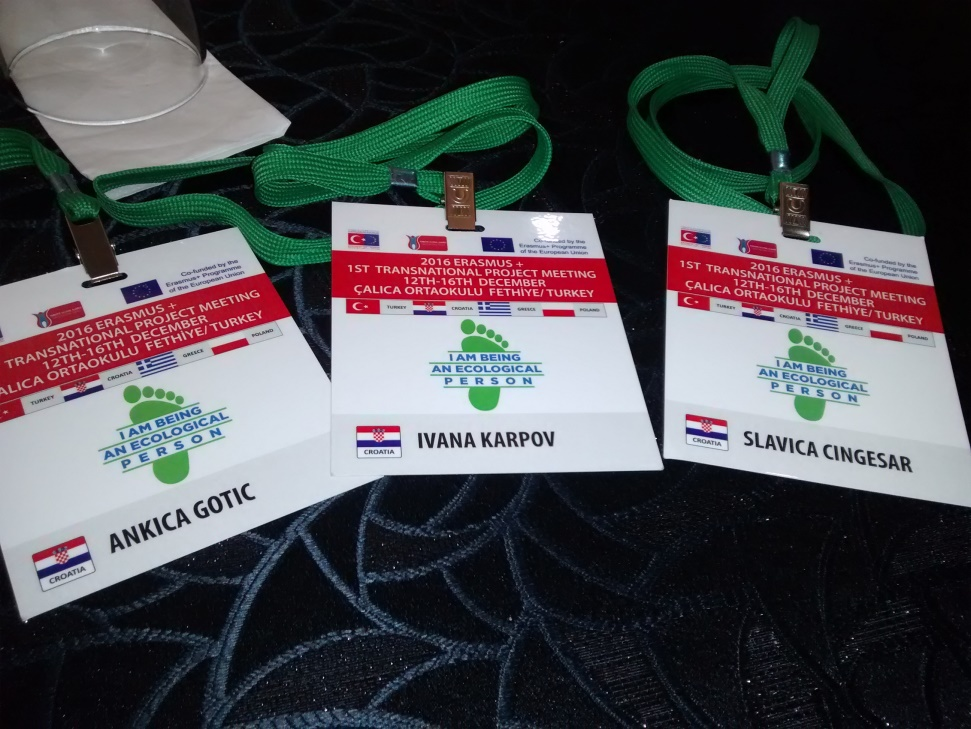 Co-funded by the
Erasmus+ Programme
of the European Union
2016 ERASMUS +
TRANSNATIONAL PROJECT MEETING
12TH-16TH DECEMBER
ÇALICA ORTAOKULU FETHİYE/ TURKEY
TURKEY CROATIA GREECE POLAND
I AM BEING
AN ECOLOGICAL
PERSON
CROATIA
ANKICA GOTIC
Co-funded by the
Erasmus+ Programme
of the European Union
2016 ERASMUS +
1ST TRANSNATIONAL PROJECT MEETING
12TH-16TH DECEMBER
ÇALICA ORTAOKULU FETHİYE/ TURKEY
TURKEY CROATIA GREECE POLAND
I AM BEING
AN ECOLOGICAL
PERSON
CROATIA
IVANA KARPOV
Co-funded by the
Erasmus+ Programme
of the European Union
2016 ERASMUS +
1ST TRANSNATIONAL PROJECT MEETING
12TH-16TH DECEMBER
ÇALICA ORTAOKULU FETHİYE/ TURKEY
TURKEY CROATIA GREECE POLAND
I AM BEING
AN ECOLOGICAL
PERSON
CROATIA
SLAVICA CINGESAR